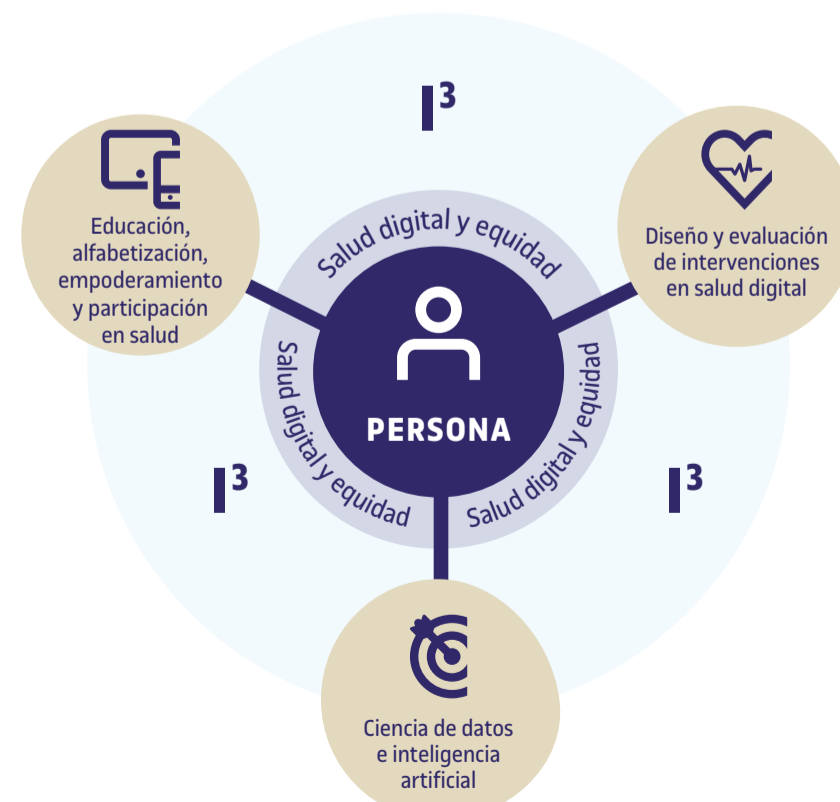 I³
Educación,
alfabetización,
empoderamiento
y participación
en salud
Salud digital y equidad
Diseño y evaluación
de intervenciones
en salud digital
PERSONA
Salud digital y equidad
Salud digital y equidad
I³
I³
Ciencia de datos
e inteligencia
artificial